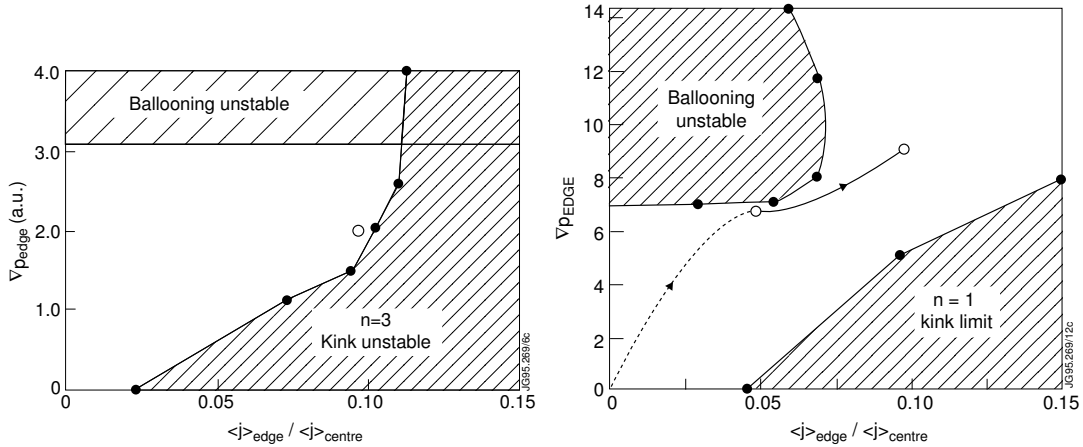 4.0
3.0
2.0
1.0
0
∇p_edge (a.u.)
Ballooning unstable
n=3
Kink unstable
0
0.05
0.10
0.15
<j>_edge / <j>_centre
JG95.269/6c
14
12
10
8
6
4
2
0
∇p_EDGE
Ballooning
unstable
n = 1
kink limit
0
0.05
0.10
0.15
<j>_edge / <j>_centre
JG95.269/12c